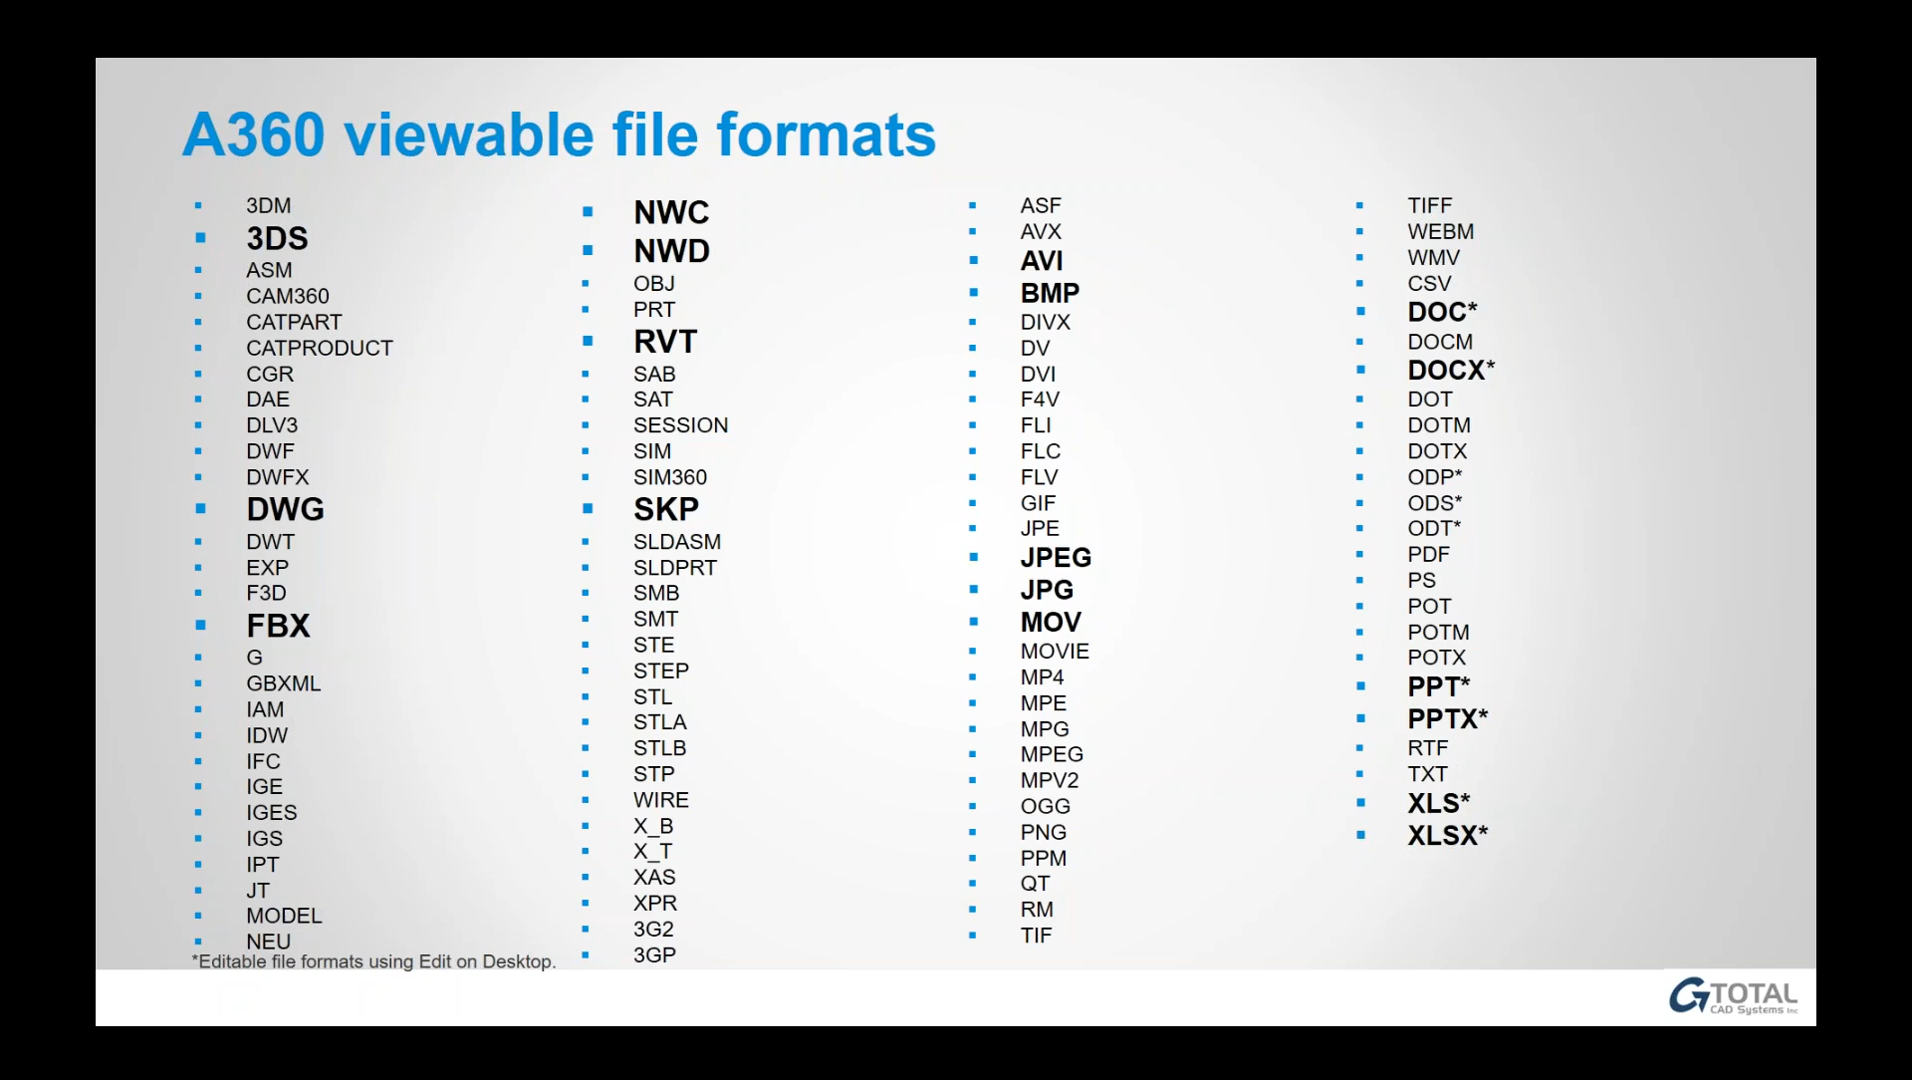 A360 viewable file formats
3DM
3DS
ASM
CAM360
CATPART
CATPRODUCT
CGR
DAE
DLV3
DWF
DWFX
DWG
DWT
EXP
F3D
FBX
G
GBXML
IAM
IDW
IFC
IGE
IGES
IGS
IPT
JT
MODEL
NEU
NWC
NWD
OBJ
PRT
RVT
SAB
SAT
SESSION
SIM
SIM360
SKP
SLDASM
SLDPRT
SMB
SMT
STE
STEP
STL
STLA
STLB
STP
WIRE
X_B
X_T
XAS
XPR
3G2
3GP
ASF
AVX
AVI
BMP
DIVX
DV
DVI
F4V
FLI
FLC
FLV
GIF
JPE
JPEG
JPG
MOV
MOVIE
MP4
MPE
MPG
MPEG
MPV2
OGG
PNG
PPM
QT
RM
TIF
TIFF
WEBM
WMV
CSV
DOC*
DOCM
DOCX*
DOT
DOTM
DOTX
ODP*
ODS*
ODT*
PDF
PS
POT
POTM
POTX
PPT*
PPTX*
RTF
TXT
XLS*
XLSX*
*Editable file formats using Edit on Desktop.
TOTAL
CAD Systems Inc